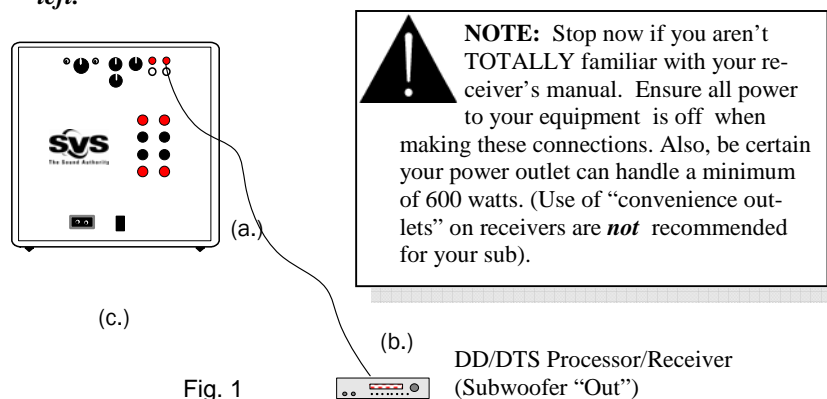 left.
NOTE: Stop now if you aren't
TOTALLY familiar with your re-
ceiver's manual. Ensure all power
to your equipment is off when
making these connections. Also, be certain
your power outlet can handle a minimum
of 600 watts. (Use of "convenience out-
lets" on receivers are not recommended
for your sub).
SVS
The Sound Authority
(a.)
(c.)
(b.)
DD/DTS Processor/Receiver
(Subwoofer "Out")
Fig. 1